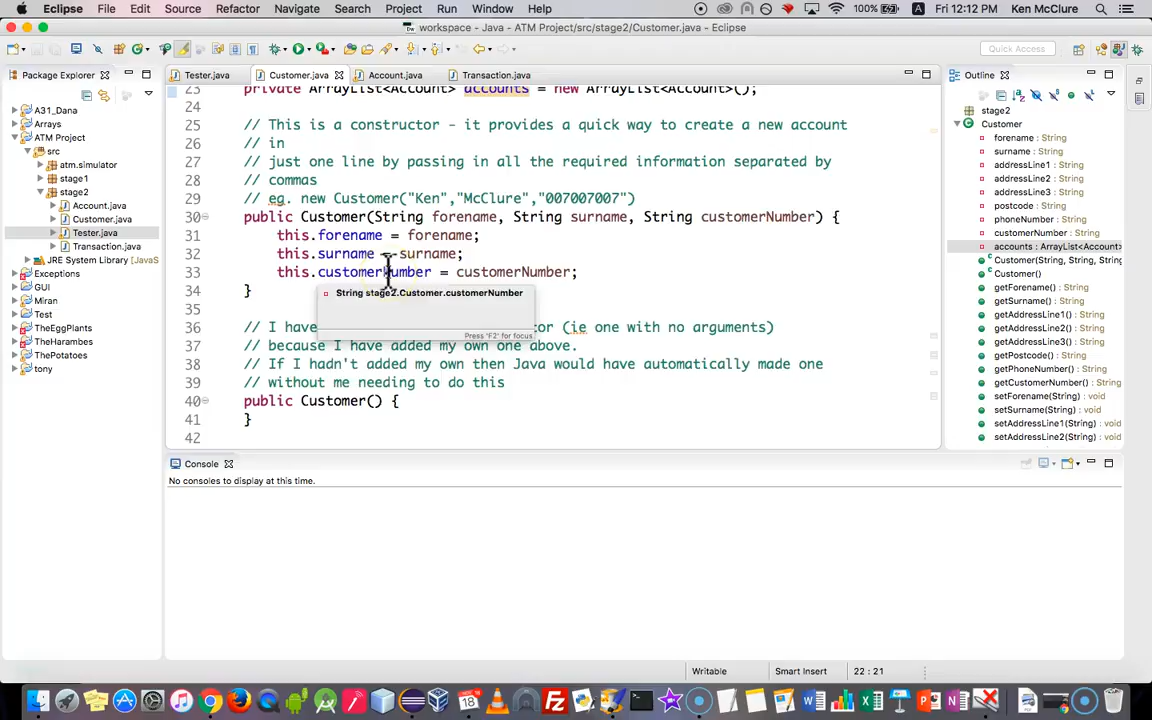 Eclipse File Edit Source Refactor Navigate Search Project Run Window Help 100% A Fri 12:12 PM Ken McClure
workspace - Java - ATM Project/src/stage2/Customer.java - Eclipse
Quick Access
Package Explorer
A31_Dana
Arrays
ATM Project
src
atm.simulator
stage1
stage2
Account.java
Customer.java
Tester.java
Transaction.java
JRE System Library [JavaS
Exceptions
GUI
Miran
Test
TheEggPlants
TheHarambes
ThePotatoes
tony
Tester.java Customer.java Account.java Transaction.java
23 private ArrayList<Account> accounts = new ArrayList<Account>();
24
25 // This is a constructor - it provides a quick way to create a new account
26 // in
27 // just one line by passing in all the required information separated by
28 // commas
29 // eg. new Customer("Ken","McClure","007007007")
30 public Customer(String forename, String surname, String customerNumber) {
31 this.forename = forename;
32 this.surname = surname;
33 this.customerNumber = customerNumber;
34 }
35
String stage2.Customer.customerNumber
Press "F2" for focus
36 // I have or (ie one with no arguments)
37 // because I have added my own one above.
38 // If I hadn't added my own then Java would have automatically made one
39 // without me needing to do this
40 public Customer() {
41 }
42
Outline
stage2
Customer
forename : String
surname : String
addressLine1 : String
addressLine2 : String
addressLine3 : String
postcode : String
phoneNumber : String
customerNumber : String
accounts : ArrayList<Account>
Customer(String, String, String
Customer()
getForename() : String
getSurname() : String
getAddressLine1() : String
getAddressLine2() : String
getAddressLine3() : String
getPostcode() : String
getPhoneNumber() : String
getCustomerNumber() : String
setForename(String) : void
setSurname(String) : void
setAddressLine1(String) : void
setAddressLine2(String) : void
Console
No consoles to display at this time.
Writable Smart Insert 22 : 21
18